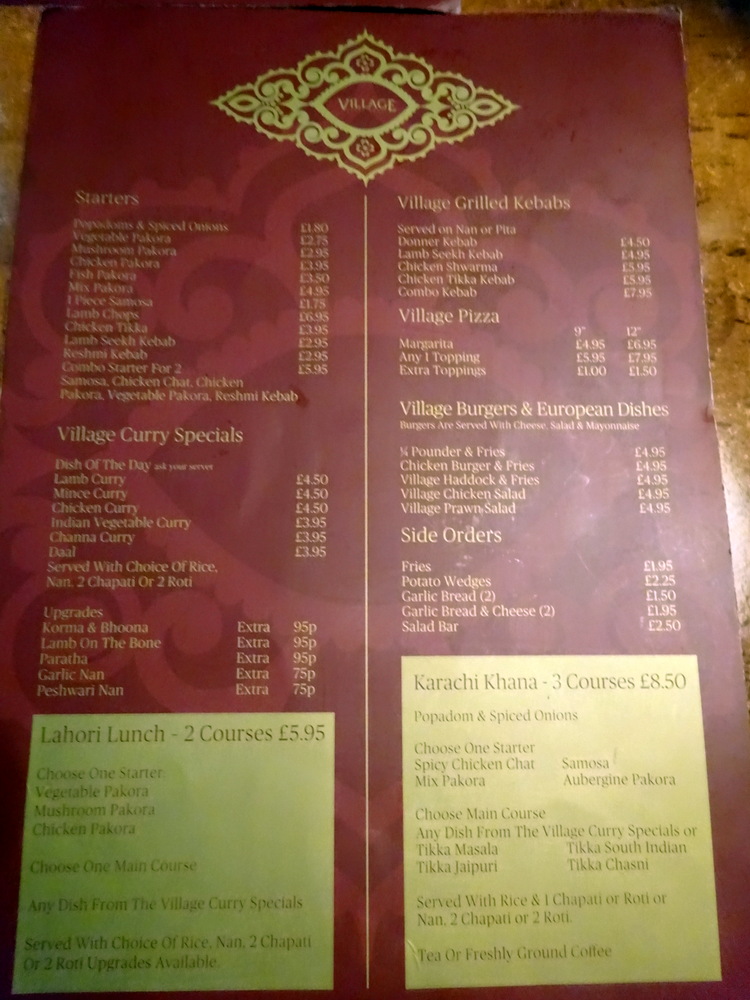 VILLAGE
Starters
Popadoms & Spiced Onions £1.80
Vegetable Pakora £2.75
Mushroom Pakora £2.95
Chicken Pakora £3.95
Fish Pakora £3.50
Mix Pakora £4.95
1 Piece Samosa £1.75
Lamb Chops £6.95
Chicken Tikka £3.95
Lamb Seekh Kebab £2.95
Reshmi Kebab £2.95
Combo Starter For 2 £5.95
Samosa, Chicken Chat, Chicken
Pakora, Vegetable Pakora, Reshmi Kebab
Village Curry Specials
Dish Of The Day ask your server
Lamb Curry £4.50
Mince Curry £4.50
Chicken Curry £4.50
Indian Vegetable Curry £3.95
Channa Curry £3.95
Daal £3.95
Served With Choice Of Rice,
Nan, 2 Chapati Or 2 Roti
Upgrades
Korma & Bhoona Extra 95p
Lamb On The Bone Extra 95p
Paratha Extra 95p
Garlic Nan Extra 75p
Peshwari Nan Extra 75p
Lahori Lunch - 2 Courses £5.95
Choose One Starter.
Vegetable Pakora
Mushroom Pakora
Chicken Pakora
Choose One Main Course
Any Dish From The Village Curry Specials
Served With Choice Of Rice, Nan, 2 Chapati
Or 2 Roti Upgrades Available.
Village Grilled Kebabs
Served on Nan or Pita
Donner Kebab £4.50
Lamb Seekh Kebab £4.95
Chicken Shwarma £5.95
Chicken Tikka Kebab £5.95
Combo Kebab £7.95
Village Pizza
9" 12"
Margarita £4.95 £6.95
Any 1 Topping £5.95 £7.95
Extra Toppings £1.00 £1.50
Village Burgers & European Dishes
Burgers Are Served With Cheese, Salad & Mayonnaise
¼ Pounder & Fries £4.95
Chicken Burger & Fries £4.95
Village Haddock & Fries £4.95
Village Chicken Salad £4.95
Village Prawn Salad £4.95
Side Orders
Fries £1.95
Potato Wedges £2.25
Garlic Bread (2) £1.50
Garlic Bread & Cheese (2) £1.95
Salad Bar £2.50
Karachi Khana - 3 Courses £8.50
Popadom & Spiced Onions
Choose One Starter
Spicy Chicken Chat Samosa
Mix Pakora Aubergine Pakora
Choose Main Course
Any Dish From The Village Curry Specials or
Tikka Masala Tikka South Indian
Tikka Jaipuri Tikka Chasni
Served With Rice & 1 Chapati or Roti or
Nan, 2 Chapati or 2 Roti.
Tea Or Freshly Ground Coffee